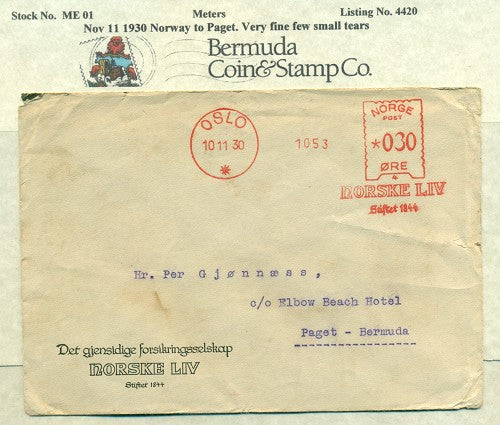 Stock No. ME 01 Meters Listing No. 4420
Nov 11 1930 Norway to Paget. Very fine few small tears
Bermuda
Coin&Stamp Co.
OSLO
10 11 30
1053
NORGE
POST
*030
ØRE
4
NORSKE LIV
Stiftet 1844
Hr. Per Gjønnæss,
c/o Elbow Beach Hotel
Paget - Bermuda
Det gjensidige forsikringsselskap
NORSKE LIV
Stiftet 1844